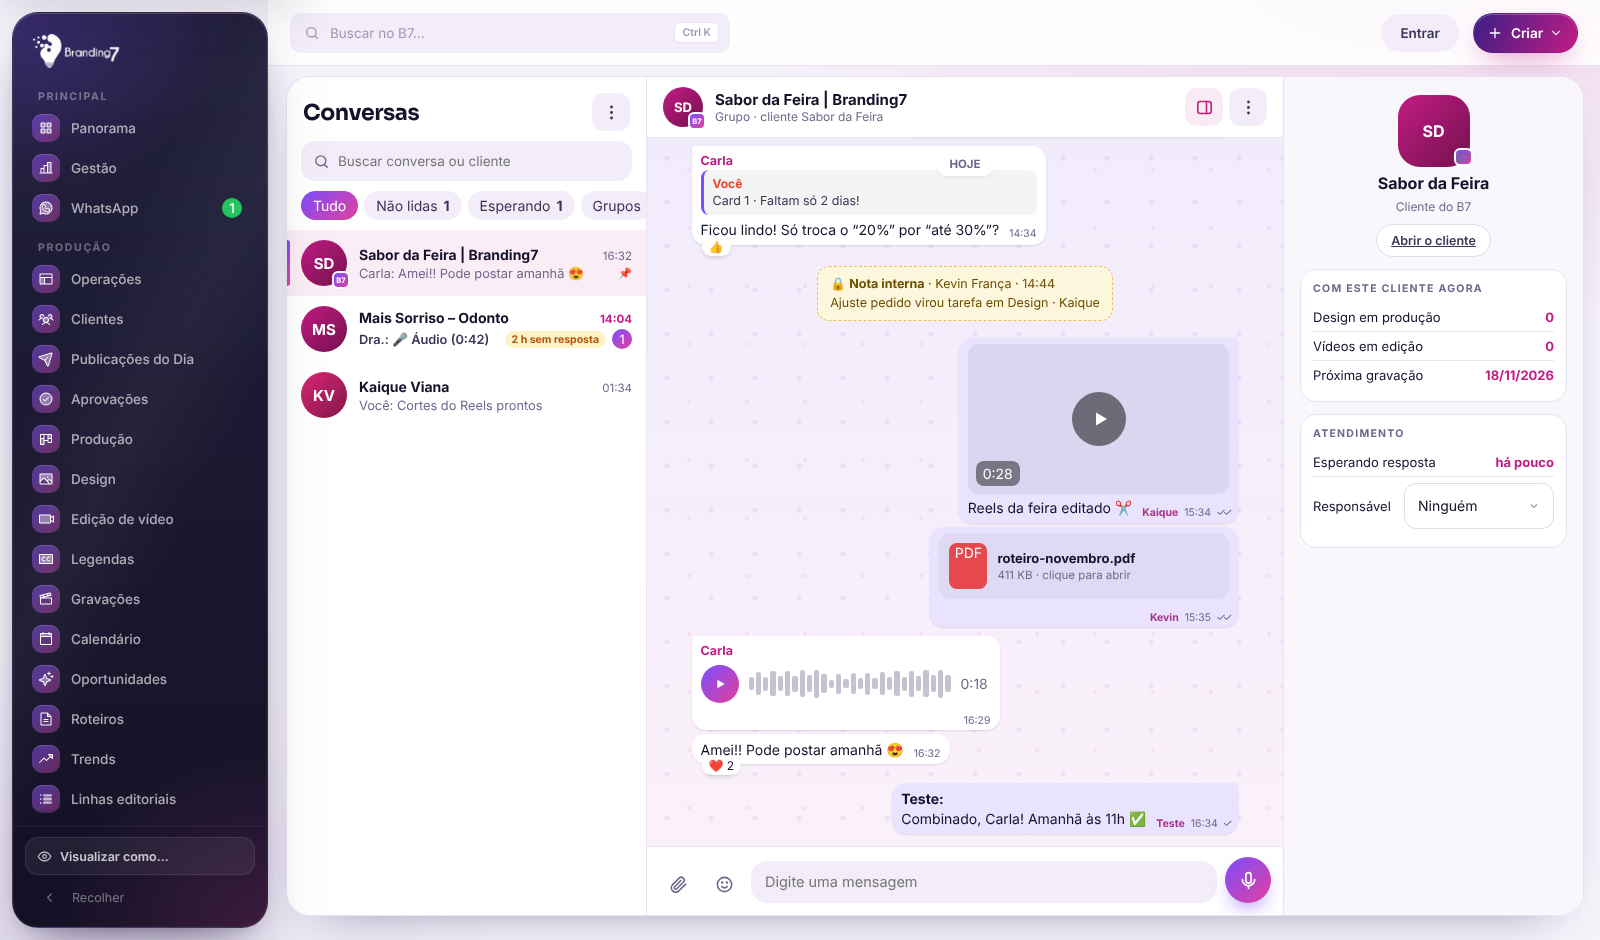 Branding7
PRINCIPAL
Panorama
Gestão
WhatsApp 1
PRODUÇÃO
Operações
Clientes
Publicações do Dia
Aprovações
Produção
Design
Edição de vídeo
Legendas
Gravações
Calendário
Oportunidades
Roteiros
Trends
Linhas editoriais
Visualizar como...
Recolher
Buscar no B7... Ctrl K
Entrar
Criar
Conversas
Buscar conversa ou cliente
Tudo Não lidas 1 Esperando 1 Grupos
SD B7
Sabor da Feira | Branding7 16:32
Carla: Amei!! Pode postar amanhã 😍 📌
MS
Mais Sorriso – Odonto 14:04
Dra.: 🎤 Áudio (0:42) 2 h sem resposta 1
KV
Kaique Viana 01:34
Você: Cortes do Reels prontos
SD B7
Sabor da Feira | Branding7
Grupo · cliente Sabor da Feira
HOJE
Carla
Você
Card 1 · Faltam só 2 dias!
Ficou lindo! Só troca o “20%” por “até 30%”? 14:34
👍
🔒 Nota interna · Kevin França · 14:44
Ajuste pedido virou tarefa em Design · Kaique
0:28
Reels da feira editado ✂️ Kaique 15:34
PDF
roteiro-novembro.pdf
411 KB · clique para abrir
Kevin 15:35
Carla
0:18
16:29
Amei!! Pode postar amanhã 😍 16:32
❤️ 2
Teste:
Combinado, Carla! Amanhã às 11h ✅ Teste 16:34
Digite uma mensagem
SD
Sabor da Feira
Cliente do B7
Abrir o cliente
COM ESTE CLIENTE AGORA
Design em produção 0
Vídeos em edição 0
Próxima gravação 18/11/2026
ATENDIMENTO
Esperando resposta há pouco
Responsável Ninguém